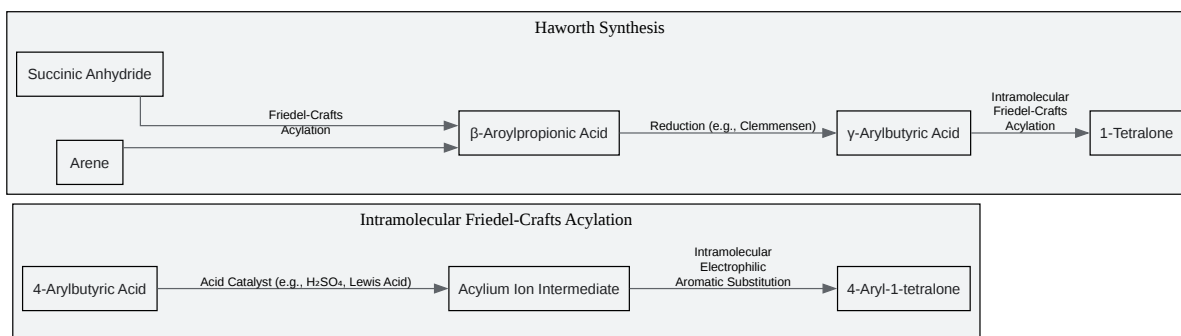 Haworth Synthesis
Succinic Anhydride
Friedel-Crafts
Acylation
Arene
β-Aroylpropionic Acid
Reduction (e.g., Clemmensen)
γ-Arylbutyric Acid
Intramolecular
Friedel-Crafts
Acylation
1-Tetralone
Intramolecular Friedel-Crafts Acylation
4-Arylbutyric Acid
Acid Catalyst (e.g., H₂SO₄, Lewis Acid)
Acylium Ion Intermediate
Intramolecular
Electrophilic
Aromatic Substitution
4-Aryl-1-tetralone